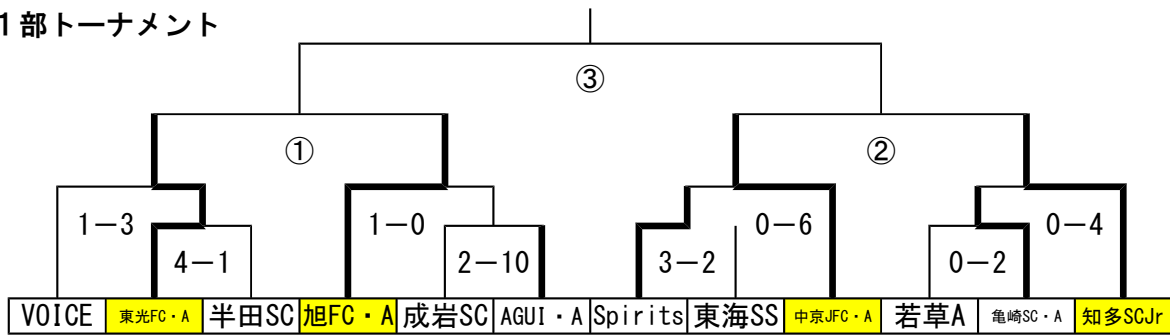 1部トーナメント
③
① ②
1－3 1－0 0－6 0－4
4－1 2－10 3－2 0－2
VOICE 東光FC・A 半田SC 旭FC・A 成岩SC AGUI・A Spirits 東海SS 中京JFC・A 若草A 亀崎SC・A 知多SCJr